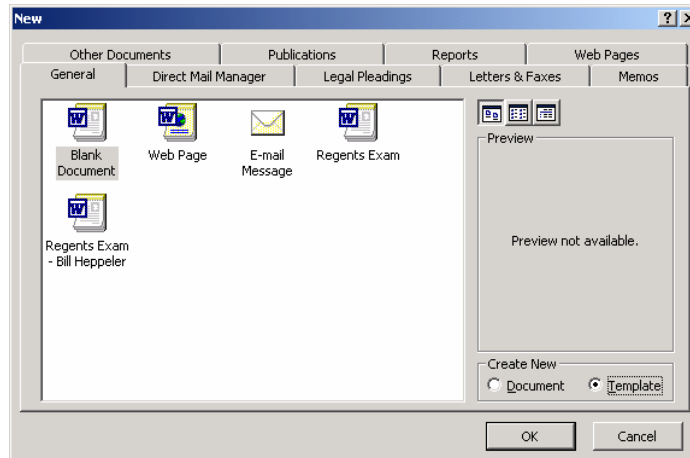 New
Other Documents Publications Reports Web Pages
General Direct Mail Manager Legal Pleadings Letters & Faxes Memos
Blank Document
Web Page
E-mail Message
Regents Exam
Regents Exam - Bill Heppeler
Preview
Preview not available.
Create New
Document Template
OK Cancel